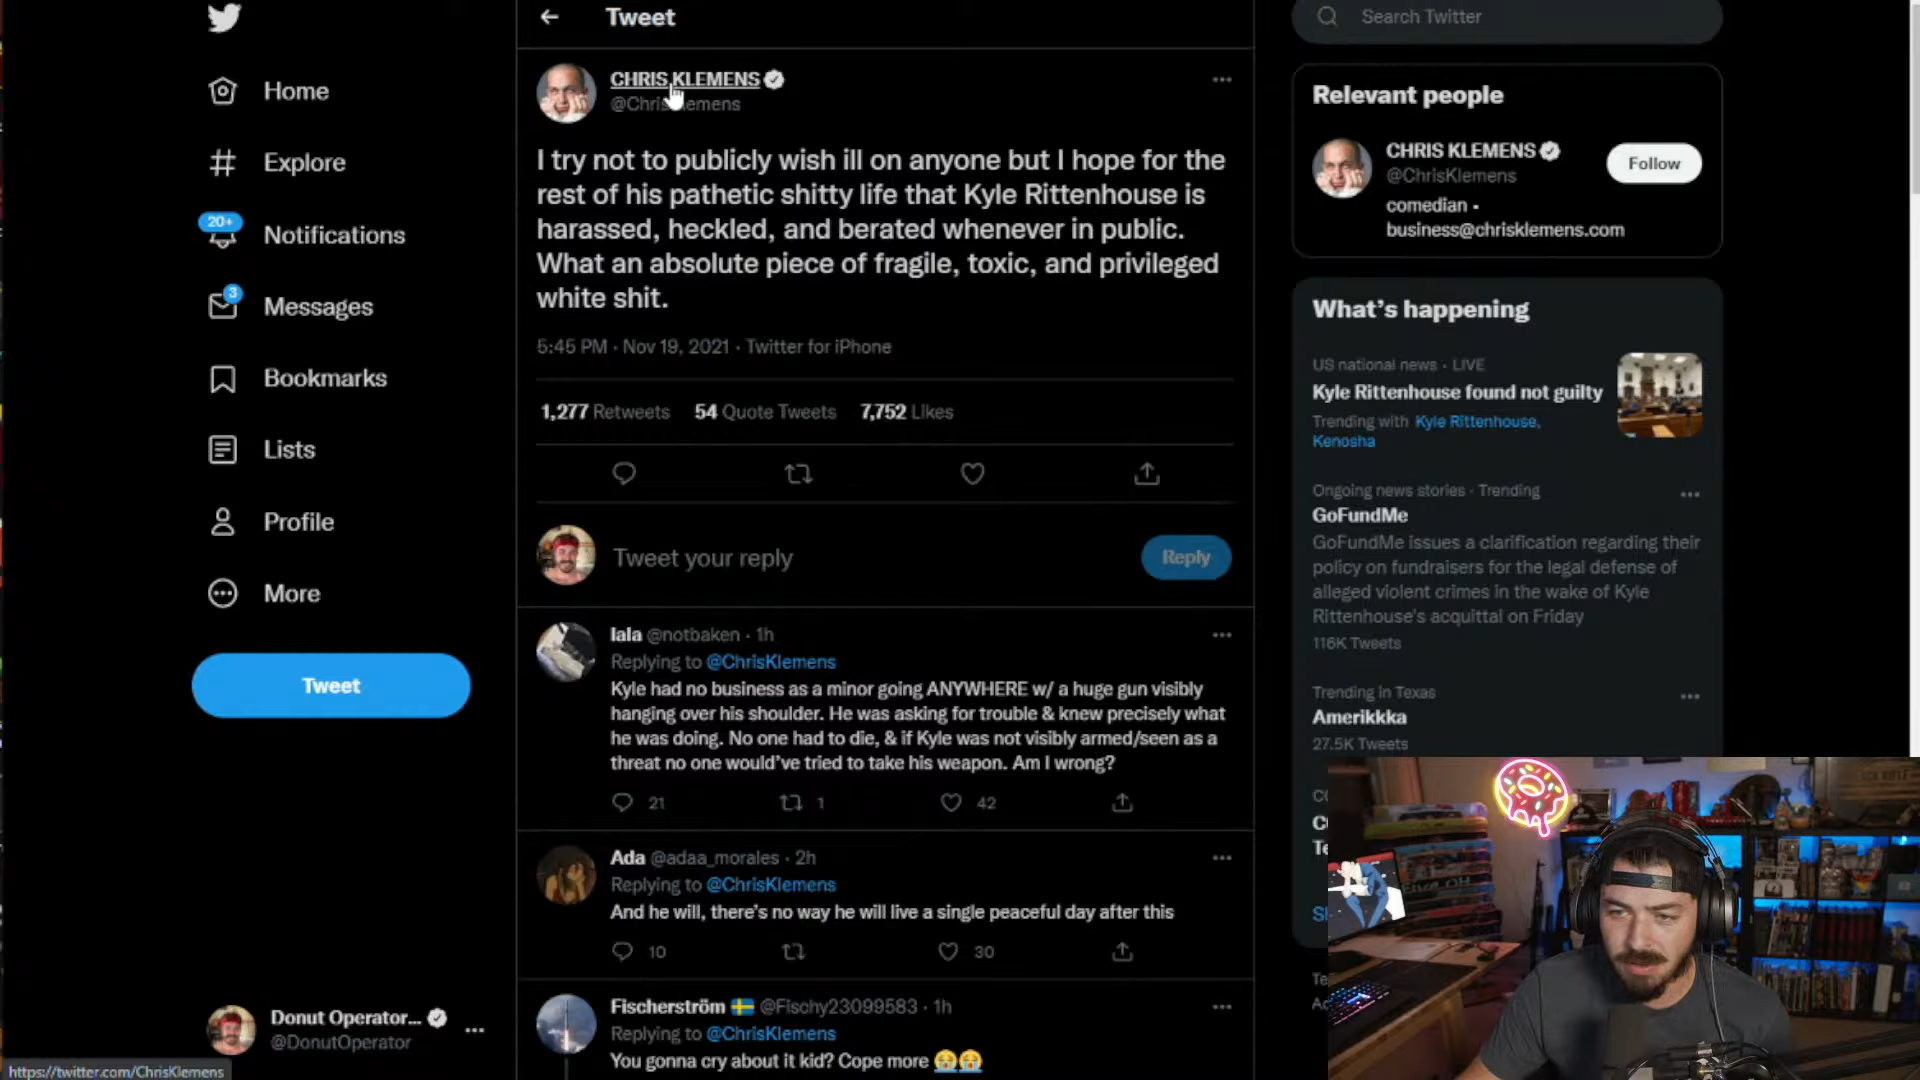 Tweet
Search Twitter
Home
Explore
20+
Notifications
3
Messages
Bookmarks
Lists
Profile
More
Tweet
Donut Operator...
@DonutOperator
https://twitter.com/ChrisKlemens
CHRIS KLEMENS
@ChrisKlemens
I try not to publicly wish ill on anyone but I hope for the
rest of his pathetic shitty life that Kyle Rittenhouse is
harassed, heckled, and berated whenever in public.
What an absolute piece of fragile, toxic, and privileged
white shit.
5:45 PM · Nov 19, 2021 · Twitter for iPhone
1,277 Retweets 54 Quote Tweets 7,752 Likes
Tweet your reply
Reply
lala @notbaken · 1h
Replying to @ChrisKlemens
Kyle had no business as a minor going ANYWHERE w/ a huge gun visibly
hanging over his shoulder. He was asking for trouble & knew precisely what
he was doing. No one had to die, & if Kyle was not visibly armed/seen as a
threat no one would've tried to take his weapon. Am I wrong?
21 1 42
Ada @adaa_morales · 2h
Replying to @ChrisKlemens
And he will, there's no way he will live a single peaceful day after this
10 30
Fischerström 🇸🇪 @Fischy23099583 · 1h
Replying to @ChrisKlemens
You gonna cry about it kid? Cope more 😭😭
Relevant people
CHRIS KLEMENS
@ChrisKlemens
Follow
comedian •
business@chrisklemens.com
What's happening
US national news · LIVE
Kyle Rittenhouse found not guilty
Trending with Kyle Rittenhouse,
Kenosha
Ongoing news stories · Trending
GoFundMe
GoFundMe issues a clarification regarding their
policy on fundraisers for the legal defense of
alleged violent crimes in the wake of Kyle
Rittenhouse's acquittal on Friday
116K Tweets
Trending in Texas
Amerikkka
27.5K Tweets